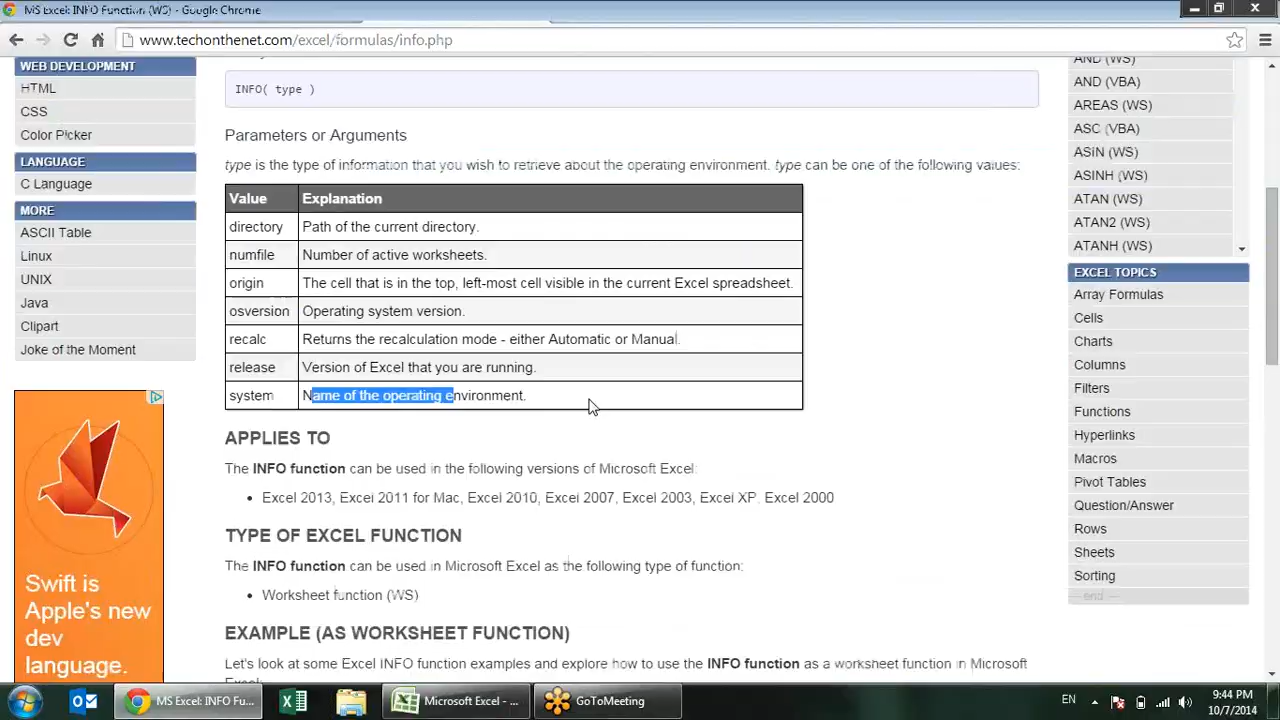 MS Excel: INFO Function (WS) - Google Chrome
www.techonthenet.com/excel/formulas/info.php
WEB DEVELOPMENT
HTML
CSS
Color Picker
LANGUAGE
C Language
MORE
ASCII Table
Linux
UNIX
Java
Clipart
Joke of the Moment
Swift is
Apple's new
dev
language.
INFO( type )
Parameters or Arguments
type is the type of information that you wish to retrieve about the operating environment. type can be one of the following values:
Value Explanation
directory Path of the current directory.
numfile Number of active worksheets.
origin The cell that is in the top, left-most cell visible in the current Excel spreadsheet.
osversion Operating system version.
recalc Returns the recalculation mode - either Automatic or Manual.
release Version of Excel that you are running.
system Name of the operating environment.
APPLIES TO
The INFO function can be used in the following versions of Microsoft Excel:
• Excel 2013, Excel 2011 for Mac, Excel 2010, Excel 2007, Excel 2003, Excel XP, Excel 2000
TYPE OF EXCEL FUNCTION
The INFO function can be used in Microsoft Excel as the following type of function:
• Worksheet function (WS)
EXAMPLE (AS WORKSHEET FUNCTION)
Let's look at some Excel INFO function examples and explore how to use the INFO function as a worksheet function in Microsoft
Excel:
AND (WS)
AND (VBA)
AREAS (WS)
ASC (VBA)
ASIN (WS)
ASINH (WS)
ATAN (WS)
ATAN2 (WS)
ATANH (WS)
EXCEL TOPICS
Array Formulas
Cells
Charts
Columns
Filters
Functions
Hyperlinks
Macros
Pivot Tables
Question/Answer
Rows
Sheets
Sorting
--- end ---
MS Excel: INFO Fu...
Microsoft Excel - ...
GoToMeeting
EN
9:44 PM
10/7/2014